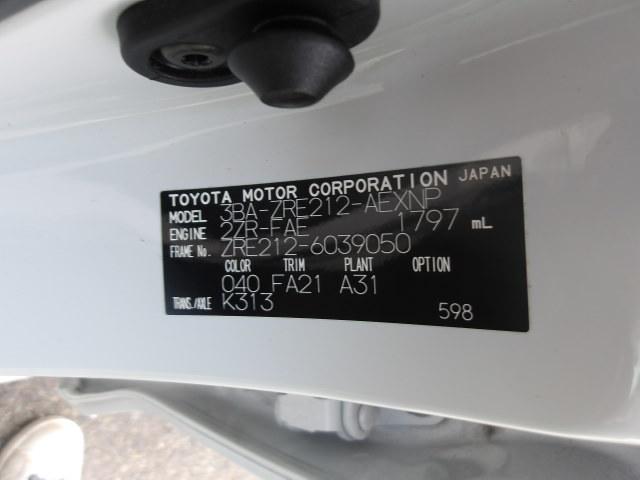 TOYOTA MOTOR CORPORATION JAPAN
MODEL 3BA-ZRE212-AEXNP
ENGINE 2ZR-FAE 1797 mL
FRAME No. ZRE212-6039050
COLOR TRIM PLANT OPTION
040 FA21 A31
TRANS./AXLE K313
598